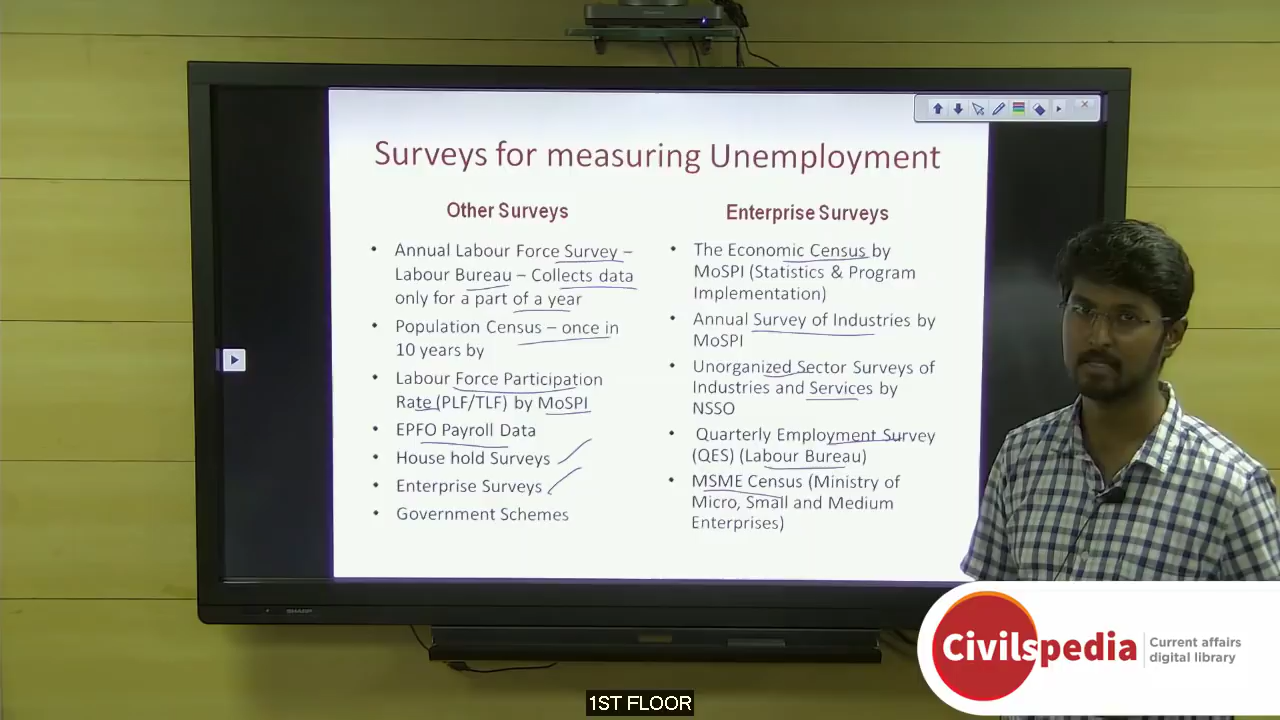 Surveys for measuring Unemployment
Other Surveys
• Annual Labour Force Survey –
Labour Bureau – Collects data
only for a part of a year
• Population Census – once in
10 years by
• Labour Force Participation
Rate (PLF/TLF) by MoSPI
• EPFO Payroll Data
• House hold Surveys
• Enterprise Surveys
• Government Schemes
Enterprise Surveys
• The Economic Census by
MoSPI (Statistics & Program
Implementation)
• Annual Survey of Industries by
MoSPI
• Unorganized Sector Surveys of
Industries and Services by
NSSO
• Quarterly Employment Survey
(QES) (Labour Bureau)
• MSME Census (Ministry of
Micro, Small and Medium
Enterprises)
SHARP
Civilspedia
Current affairs
digital library
1ST FLOOR